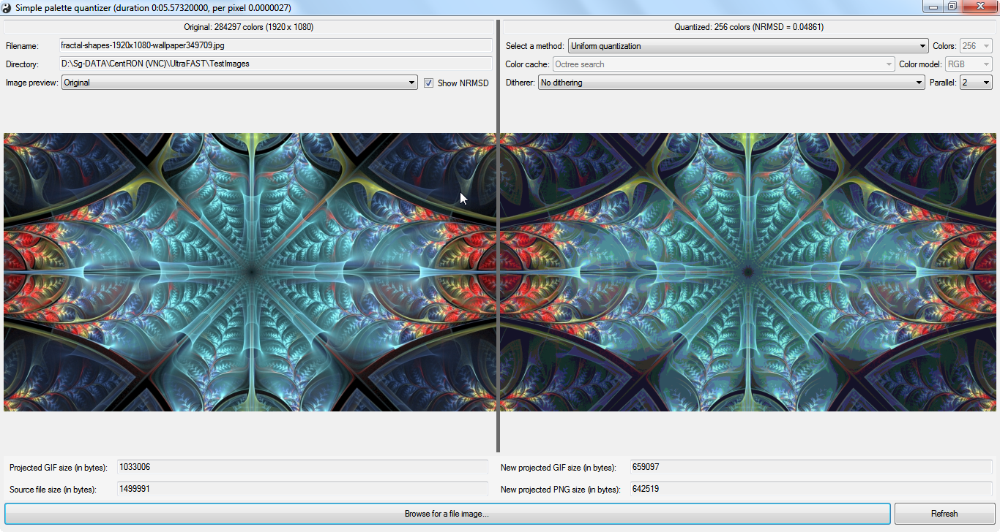 Simple palette quantizer (duration 0:05.57320000, per pixel 0.0000027)
Original: 284297 colors (1920 x 1080)
Filename: fractal-shapes-1920x1080-wallpaper349709.jpg
Directory: D:\Sg-DATA\CentRON (VNC)\UltraFAST\TestImages
Image preview: Original Show NRMSD
Quantized: 256 colors (NRMSD = 0.04861)
Select a method: Uniform quantization Colors: 256
Color cache: Octree search Color model: RGB
Ditherer: No dithering Parallel: 2
Projected GIF size (in bytes): 1033006
Source file size (in bytes): 1499991
New projected GIF size (in bytes): 659097
New projected PNG size (in bytes): 642519
Browse for a file image... Refresh